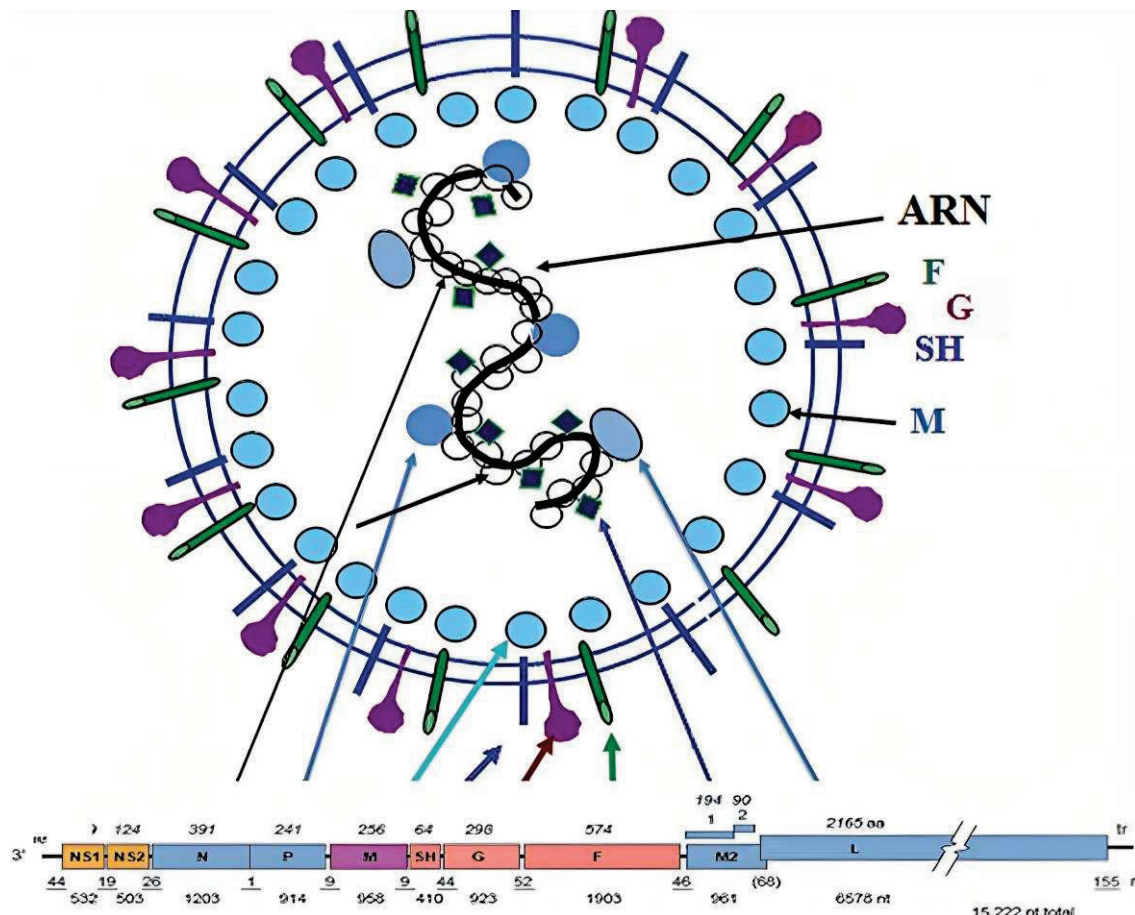 ARN
F
G
SH
M
194 90
124 391 241 256 64 296 574 1 2 2165 aa
3' NS1 NS2 N P M SH G F M2 L tr
44 19 26 1 9 9 44 52 46 (68) 155
532 503 1203 914 958 410 923 1903 961 6578 nt
15,222 nt total